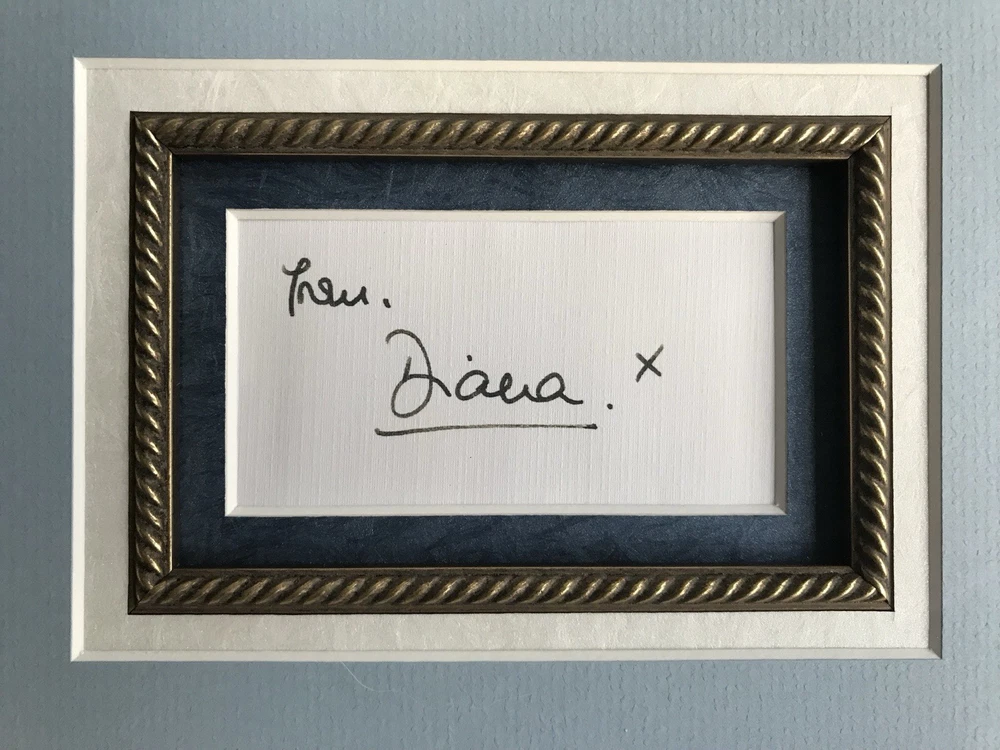 from.
Diana. x